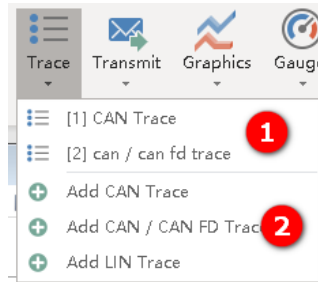 Trace Transmit Graphics Gauge
[1] CAN Trace
1
[2] can / can fd trace
Add CAN Trace
Add CAN / CAN FD Trac
2
Add LIN Trace